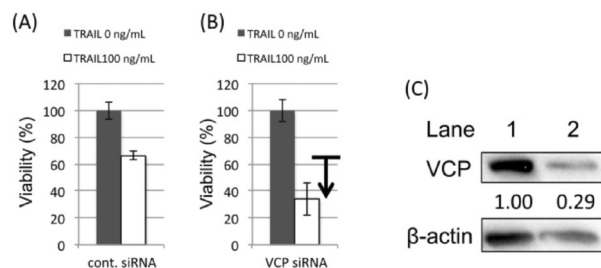 (A)
TRAIL 0 ng/mL
TRAIL100 ng/mL
Viability (%)
120
100
80
60
40
20
0
cont. siRNA
(B)
TRAIL 0 ng/mL
TRAIL100 ng/mL
Viability (%)
120
100
80
60
40
20
0
VCP siRNA
(C)
Lane 1 2
VCP
1.00 0.29
β-actin